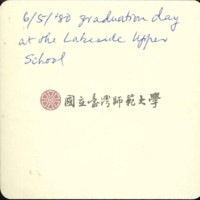 6/5/'80 graduation day
at the Lakeside Upper
School
國立臺灣師範大學